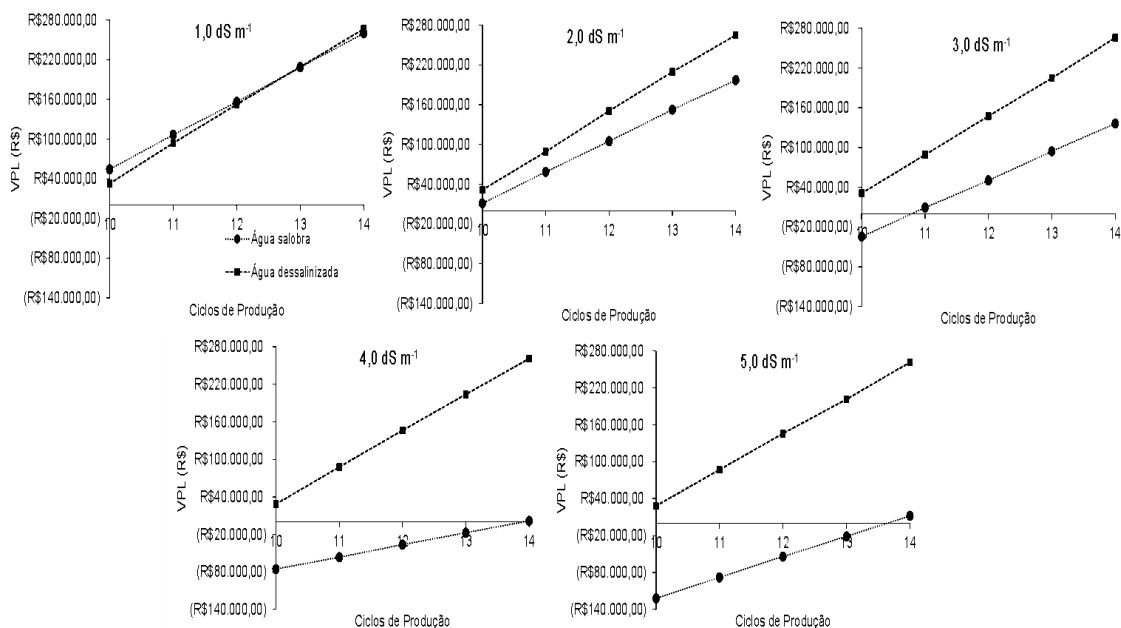 1,0 dS m-1
VPL (R$)
R$280.000,00
R$220.000,00
R$160.000,00
R$100.000,00
R$40.000,00
(R$20.000,00)
(R$80.000,00)
(R$140.000,00)
10 11 12 13 14
Água salobra
Água dessalinizada
Ciclos de Produção
2,0 dS m-1
VPL (R$)
R$280.000,00
R$220.000,00
R$160.000,00
R$100.000,00
R$40.000,00
(R$20.000,00)
(R$80.000,00)
(R$140.000,00)
10 11 12 13 14
Ciclos de Produção
3,0 dS m-1
VPL (R$)
R$280.000,00
R$220.000,00
R$160.000,00
R$100.000,00
R$40.000,00
(R$20.000,00)
(R$80.000,00)
(R$140.000,00)
10 11 12 13 14
Ciclos de Produção
4,0 dS m-1
VPL (R$)
R$280.000,00
R$220.000,00
R$160.000,00
R$100.000,00
R$40.000,00
(R$20.000,00)
(R$80.000,00)
(R$140.000,00)
10 11 12 13 14
Ciclos de Produção
5,0 dS m-1
VPL (R$)
R$280.000,00
R$220.000,00
R$160.000,00
R$100.000,00
R$40.000,00
(R$20.000,00)
(R$80.000,00)
(R$140.000,00)
10 11 12 13 14
Ciclos de Produção